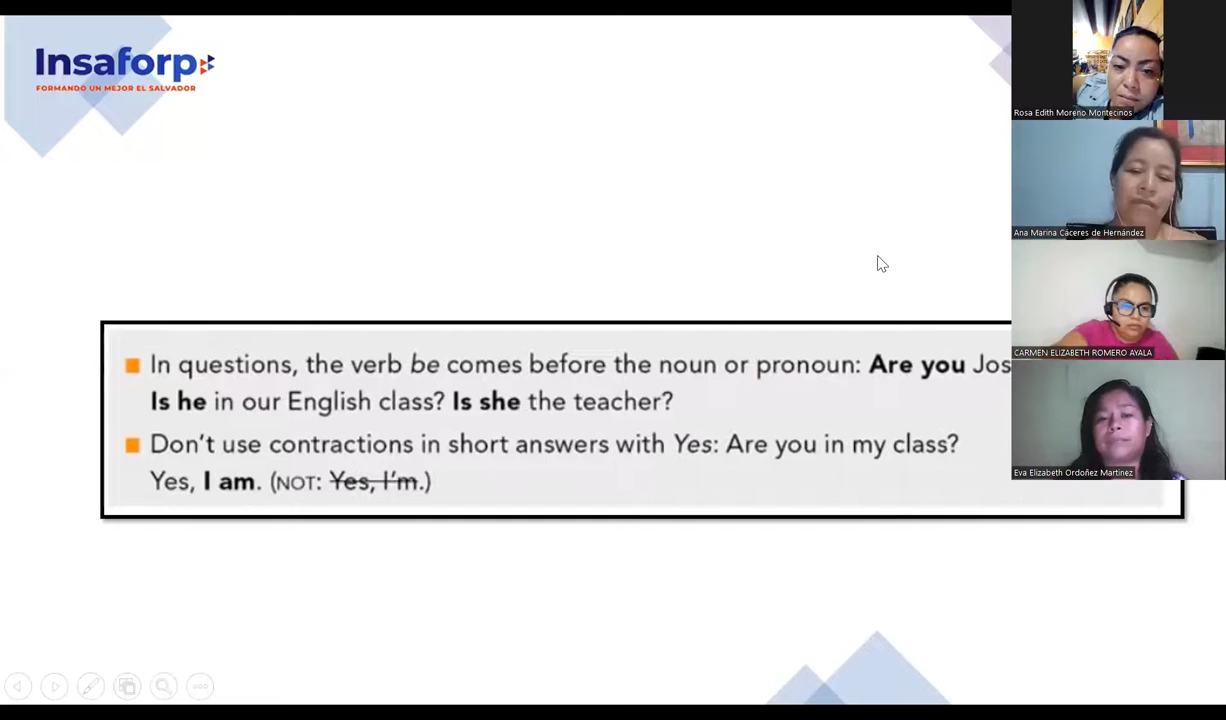 Insaforp
FORMANDO UN MEJOR EL SALVADOR
In questions, the verb be comes before the noun or pronoun: Are you Jos
Is he in our English class? Is she the teacher?
Don't use contractions in short answers with Yes: Are you in my class?
Yes, I am. (NOT: Yes, I'm.)
Rosa Edith Moreno Montecinos
Ana Marina Cáceres de Hernández
CARMEN ELIZABETH ROMERO AYALA
Eva Elizabeth Ordoñez Martinez